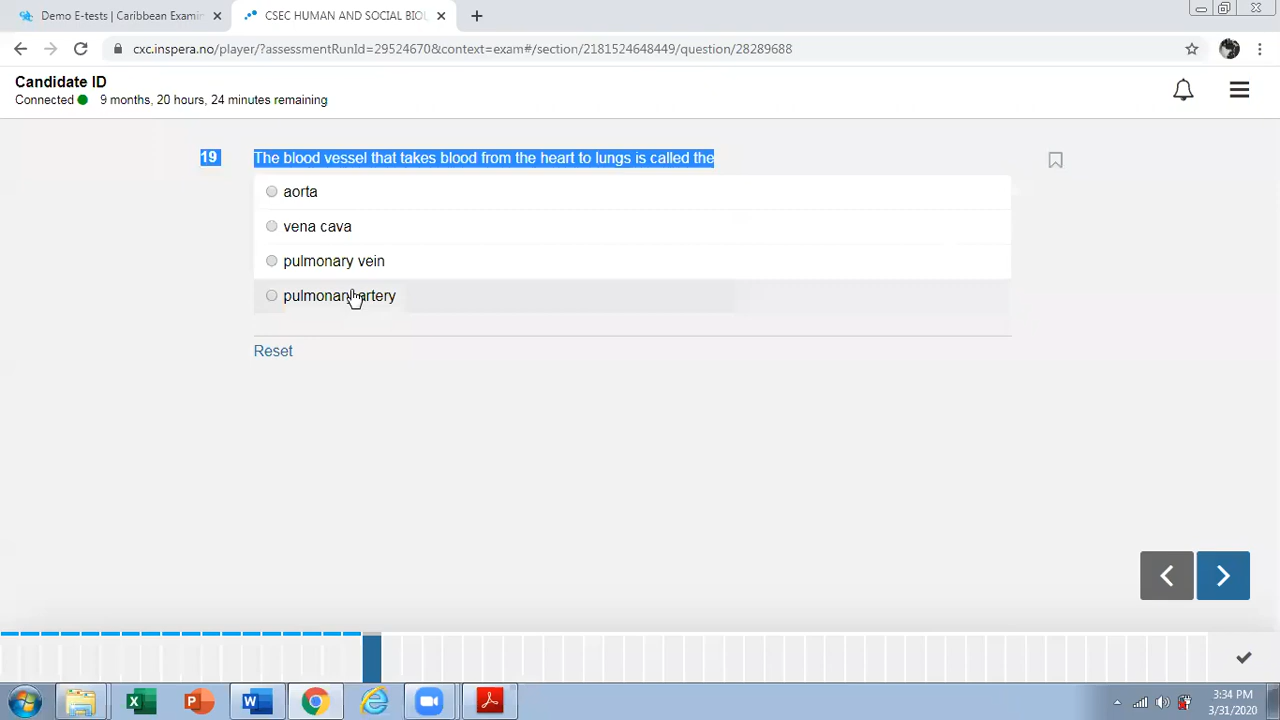 Demo E-tests | Caribbean Examin
CSEC HUMAN AND SOCIAL BIOL
cxc.inspera.no/player/?assessmentRunId=29524670&context=exam#/section/2181524648449/question/28289688
Candidate ID
Connected 9 months, 20 hours, 24 minutes remaining
19 The blood vessel that takes blood from the heart to lungs is called the
aorta
vena cava
pulmonary vein
pulmonary artery
Reset
3:34 PM
3/31/2020